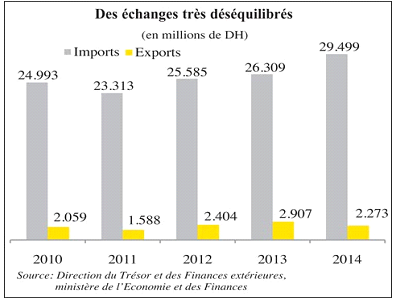 Des échanges très déséquilibrés
(en millions de DH)
Imports Exports
24.993 23.313 25.585 26.309 29.499
2.059 1.588 2.404 2.907 2.273
2010 2011 2012 2013 2014
Source: Direction du Trésor et des Finances extérieures,
ministère de l'Economie et des Finances